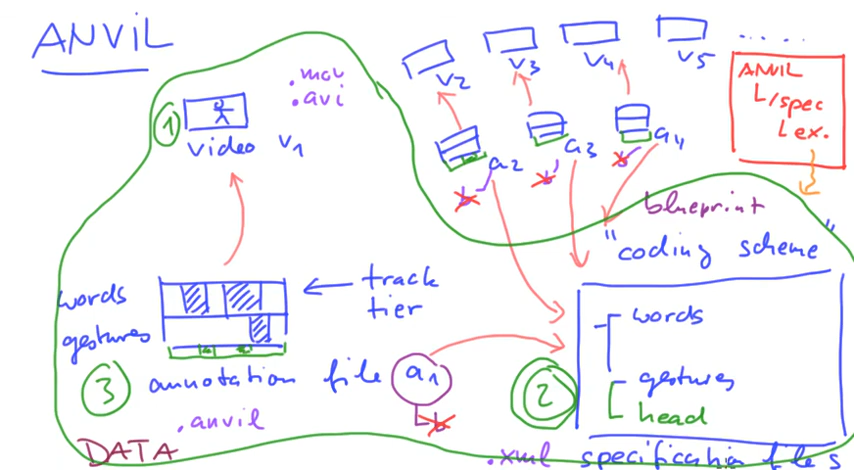 ANVIL
.mov
.avi
1
video v1
v2
v3
v4
v5
.....
ANVIL
L/spec
Lex.
a2
a3
a4
b
b
b
blueprint
"coding scheme"
words
gestures
track
tier
words
gestures
head
3 annotation file a1
2
.anvil
b
DATA
.xml specification file s